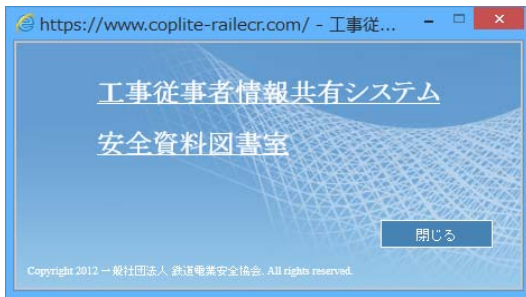 https://www.coplite-railecr.com/ - 工事従...
工事従事者情報共有システム
安全資料図書室
閉じる
Copyright 2012 一般社団法人 鉄道電業安全協会. All rights reserved.